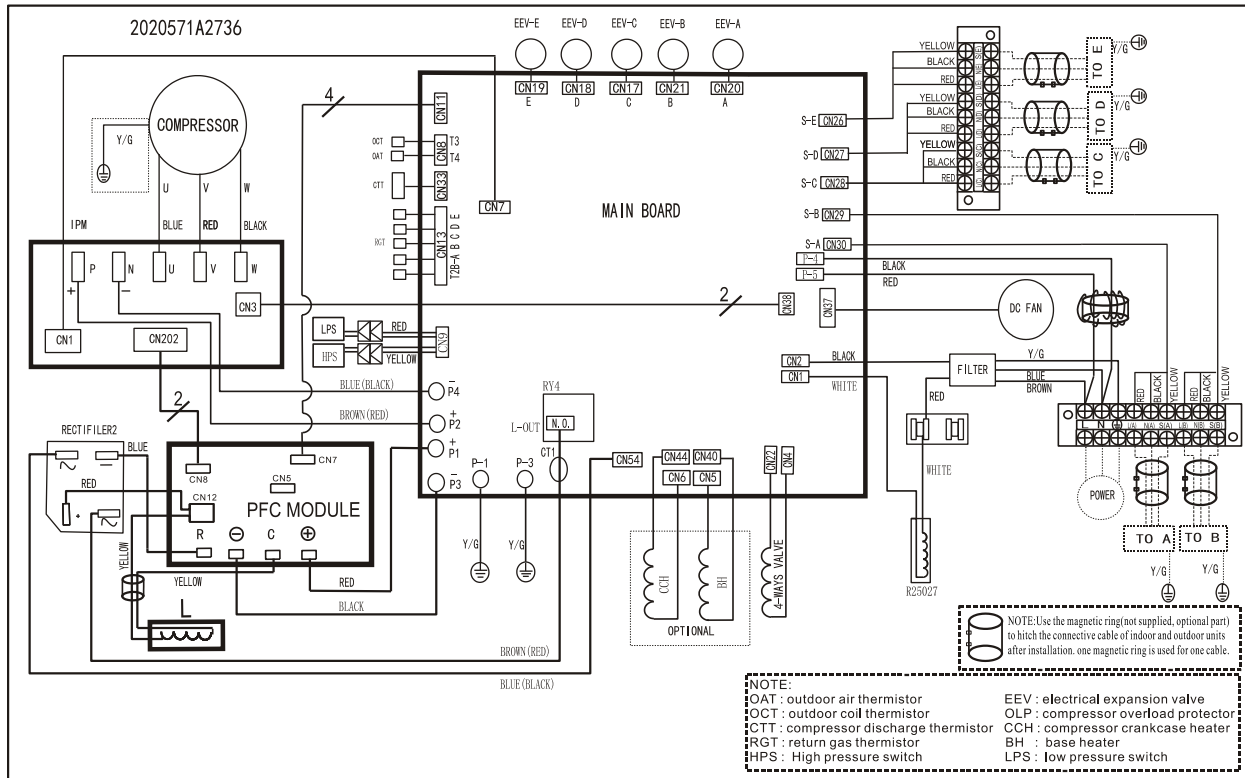 2020571A2736
EEV-E EEV-D EEV-C EEV-B EEV-A
CN19 CN18 CN17 CN21 CN20
E D C B A
COMPRESSOR
Y/G
U V W
BLUE RED BLACK
IPM
P N U V W
+ −
CN3
CN1
CN202
4
CN11
OCT
OAT
CN8
T3
T4
CTT
CN33
CN7
RGT
CN13
T2B-A B C D E
MAIN BOARD
2
CN38
CN37
LPS
HPS
RED
YELLOW
CN9
BLUE(BLACK)
− P4
BROWN(RED)
+ P2
+ P1
− P3
RY4
L-OUT
N.O.
CT1
P-1 P-3
Y/G Y/G
CN54
CN44 CN40
CN6 CN5
CCH
BH
OPTIONAL
CN22 CN4
4-WAYS VALVE
2
RECTIFILER2
BLUE
RED
CN8
CN7
CN5
CN12
PFC MODULE
R ⊖ C ⊕
YELLOW
YELLOW
L
RED
BLACK
BROWN(RED)
BLUE(BLACK)
S-E CN26
S-D CN27
S-C CN28
S-B CN29
S-A CN30
P-4
P-5
BLACK
RED
YELLOW
BLACK
RED
YELLOW
BLACK
RED
YELLOW
BLACK
RED
S(E)
N(E)
L(E)
S(D)
N(D)
L(D)
S(C)
N(C)
L(C)
TO E
Y/G
TO D
Y/G
TO C
Y/G
DC FAN
CN2
BLACK
CN1
WHITE
FILTER
Y/G
BLUE
BROWN
RED
WHITE
R25027
RED
BLACK
YELLOW
RED
BLACK
YELLOW
L N L(A) N(A) S(A) L(B) N(B) S(B)
POWER
TO A
TO B
Y/G Y/G
NOTE:Use the magnetic ring(not supplied, optional part)
to hitch the connective cable of indoor and outdoor units
after installation. one magnetic ring is used for one cable.
NOTE:
OAT : outdoor air thermistor
OCT : outdoor coil thermistor
CTT : compressor discharge thermistor
RGT : return gas thermistor
HPS : High pressure switch
EEV : electrical expansion valve
OLP : compressor overload protector
CCH : compressor crankcase heater
BH : base heater
LPS : low pressure switch